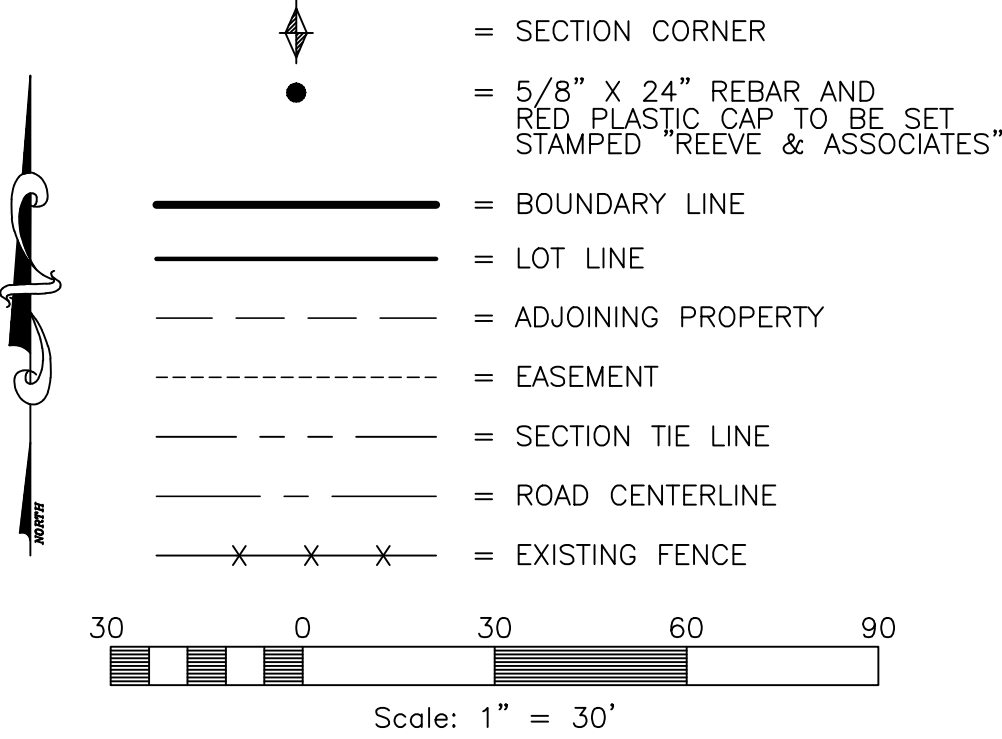 = SECTION CORNER
= 5/8" X 24" REBAR AND
RED PLASTIC CAP TO BE SET
STAMPED "REEVE & ASSOCIATES"
= BOUNDARY LINE
= LOT LINE
= ADJOINING PROPERTY
= EASEMENT
= SECTION TIE LINE
= ROAD CENTERLINE
= EXISTING FENCE
NORTH
30 0 30 60 90
Scale: 1" = 30'